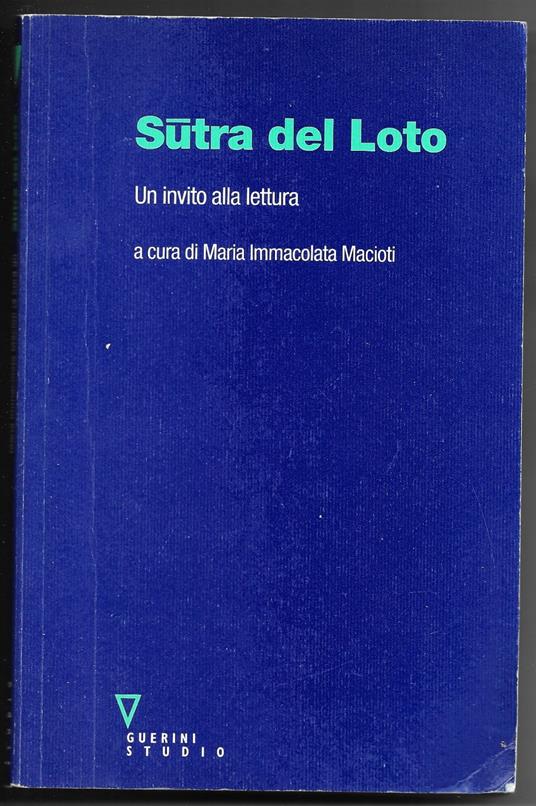 Sūtra del Loto
Un invito alla lettura
a cura di Maria Immacolata Macioti
GUERINI
STUDIO